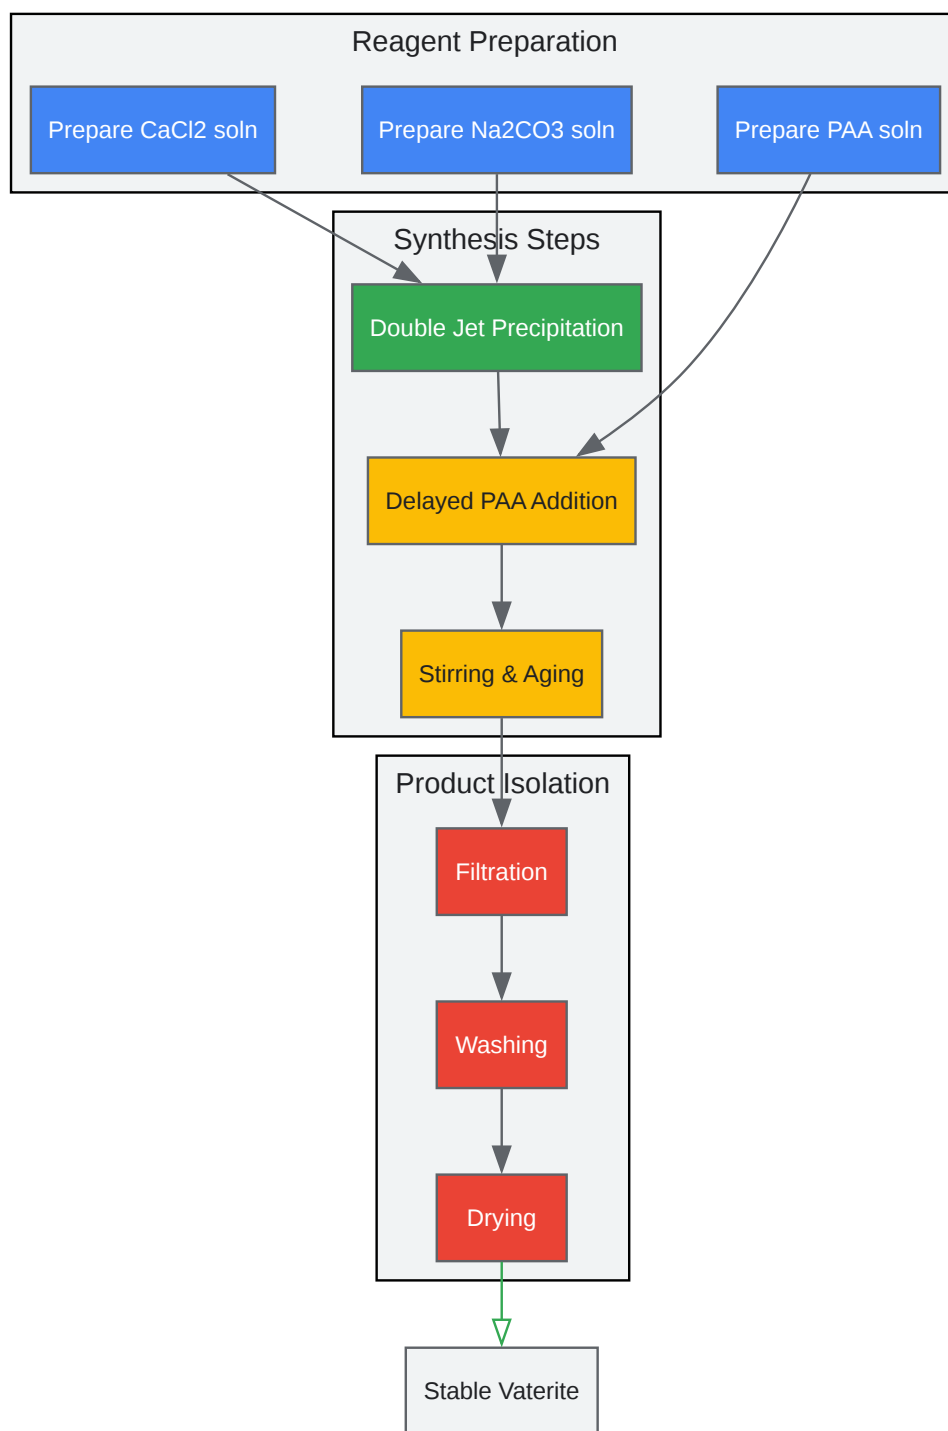 Reagent Preparation
Prepare CaCl2 soln
Prepare Na2CO3 soln
Prepare PAA soln
Synthesis Steps
Double Jet Precipitation
Delayed PAA Addition
Stirring & Aging
Product Isolation
Filtration
Washing
Drying
Stable Vaterite